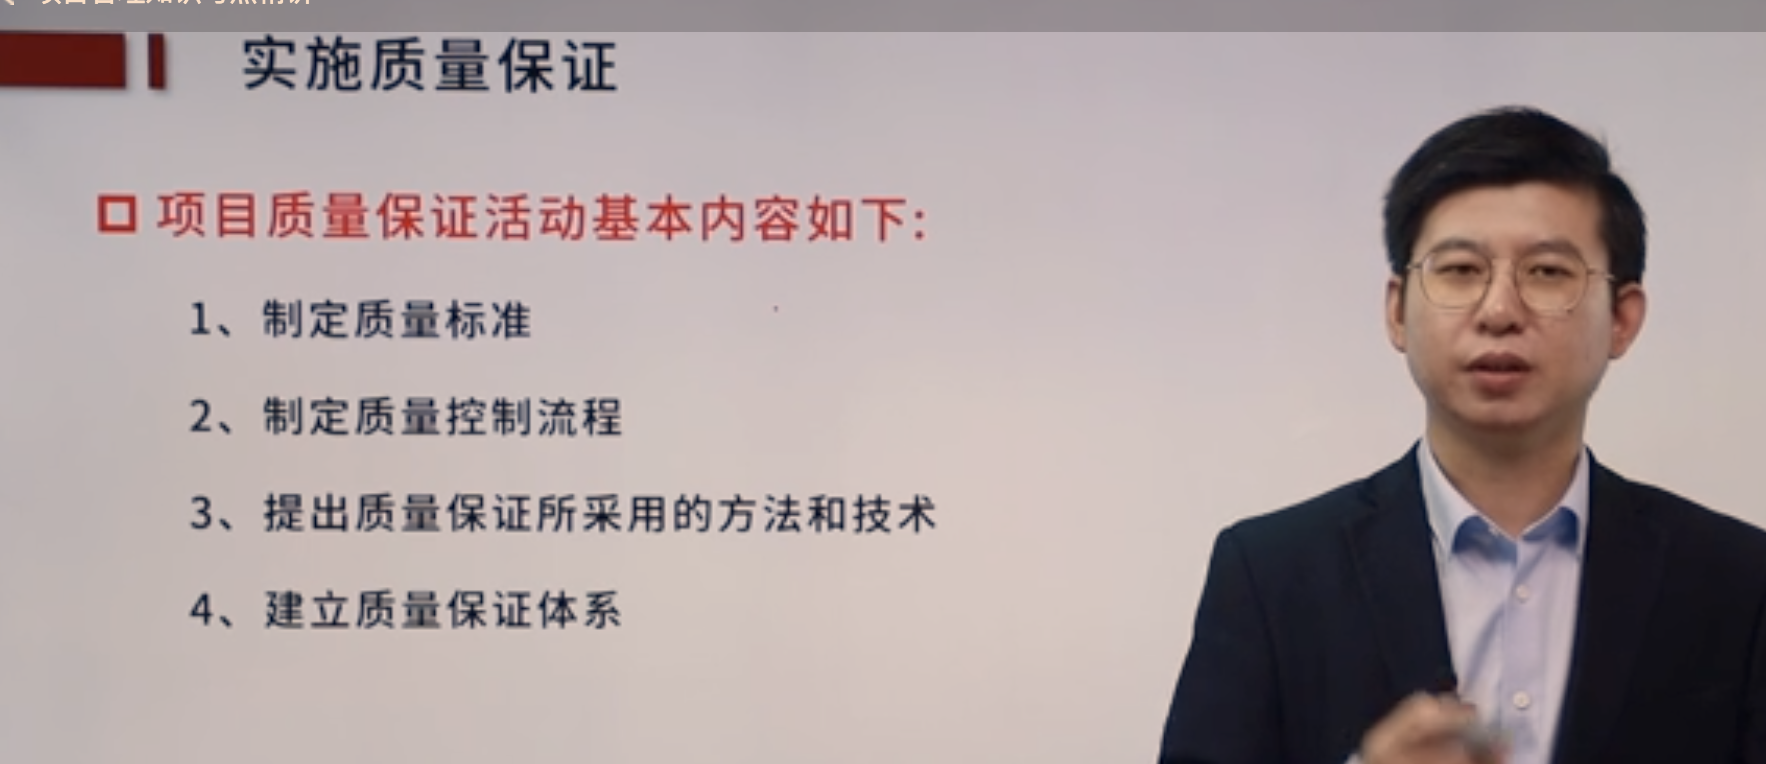 实施质量保证
项目质量保证活动基本内容如下:
1、制定质量标准
2、制定质量控制流程
3、提出质量保证所采用的方法和技术
4、建立质量保证体系